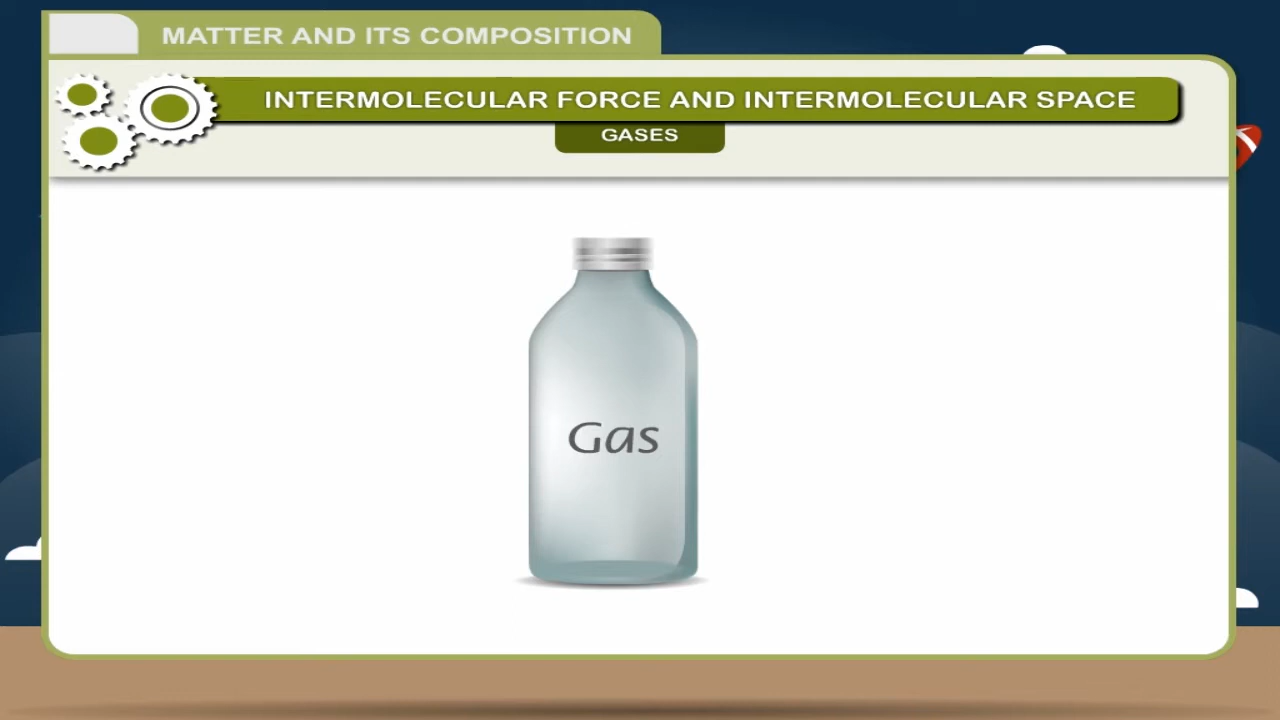 MATTER AND ITS COMPOSITION
INTERMOLECULAR FORCE AND INTERMOLECULAR SPACE
GASES
Gas